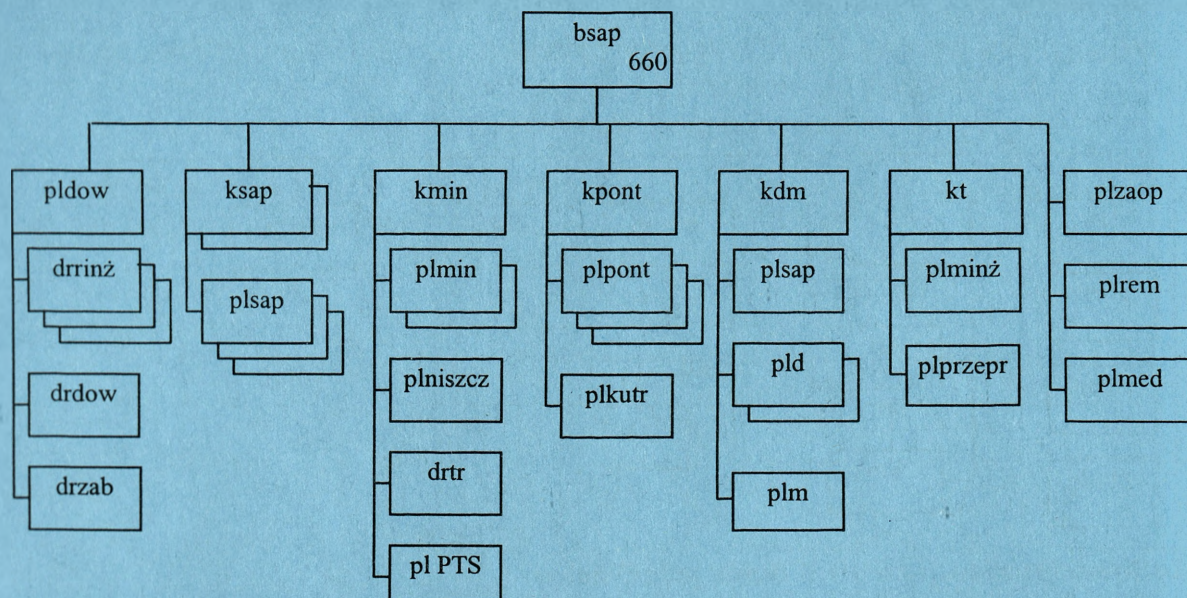 bsap
660
pldow
ksap
kmin
kpont
kdm
kt
plzaop
drrinż
plsap
plmin
plpont
plsap
plminż
plrem
drdow
plniszcz
plkutr
pld
plprzepr
plmed
drzab
drtr
plm
pl PTS